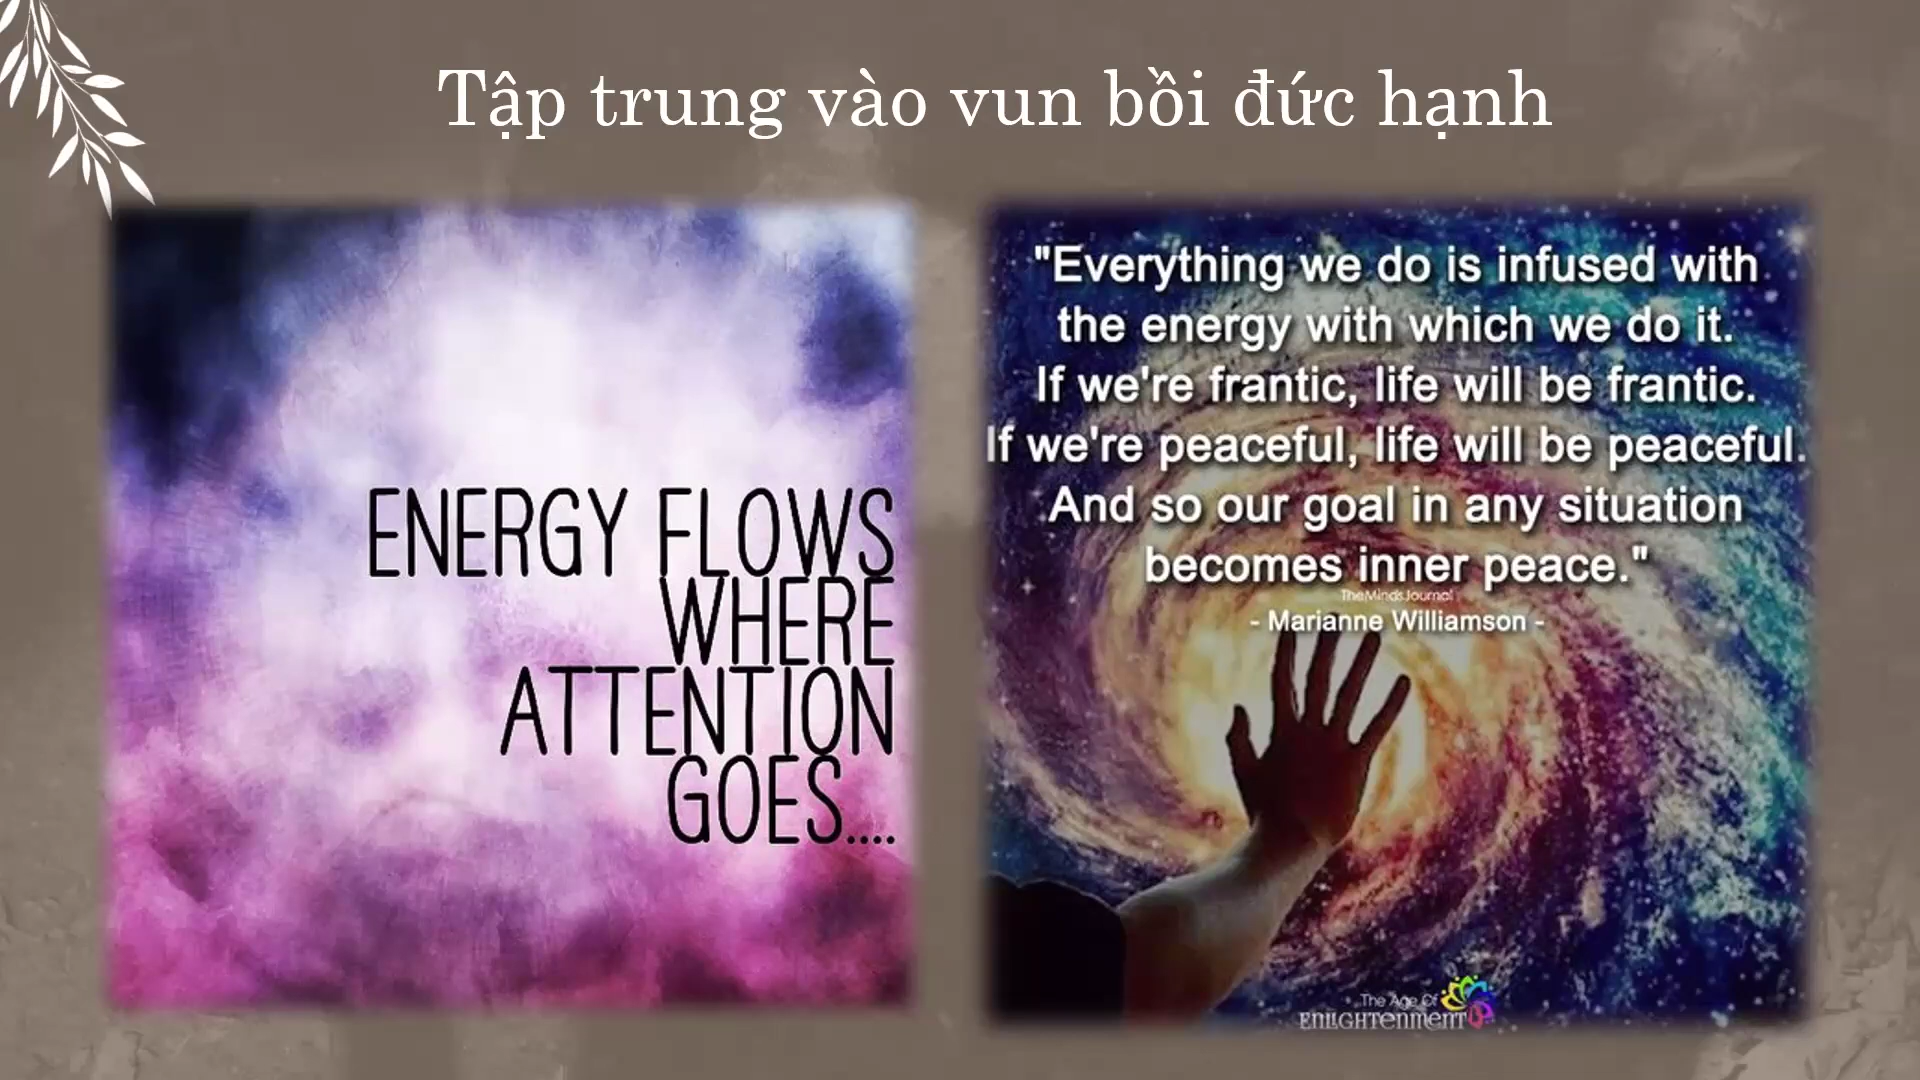 Tập trung vào vun bồi đức hạnh
ENERGY FLOWS
WHERE
ATTENTION
GOES....
"Everything we do is infused with
the energy with which we do it.
If we're frantic, life will be frantic.
If we're peaceful, life will be peaceful.
And so our goal in any situation
becomes inner peace."
TheMindsJournal
- Marianne Williamson -
The Age Of
ENLIGHTENMENT